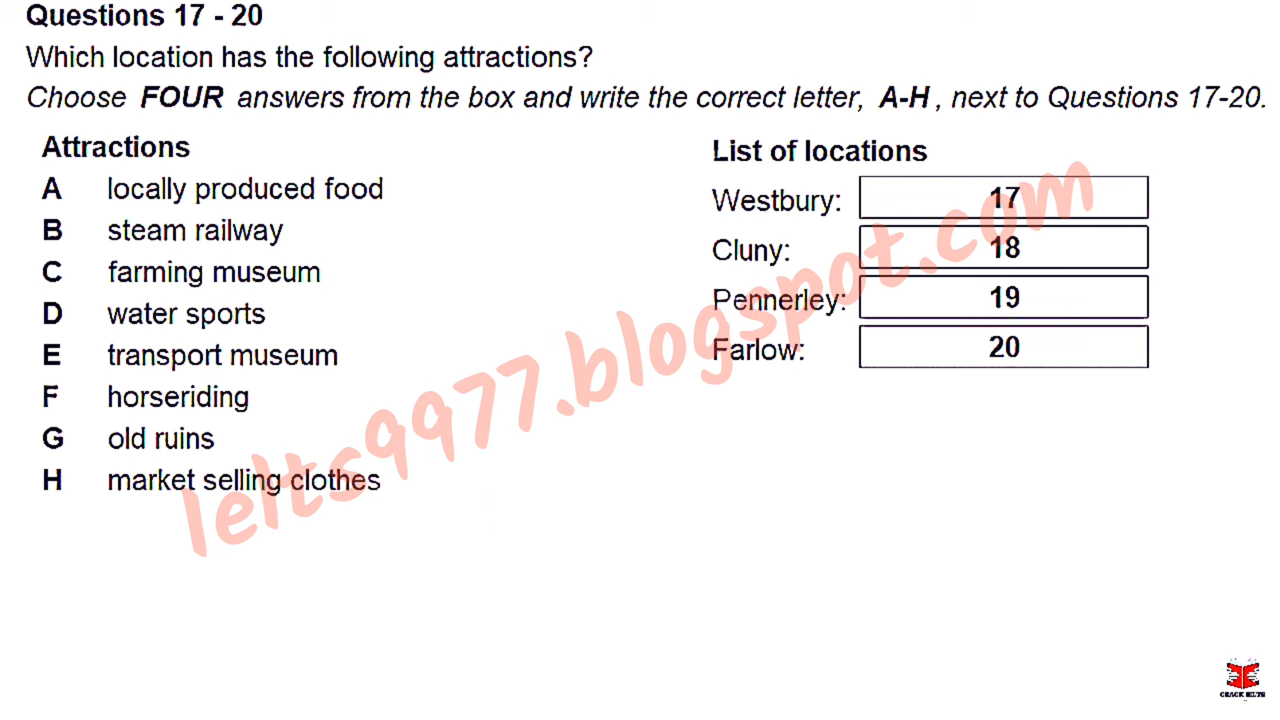 Questions 17 - 20
Which location has the following attractions?
Choose FOUR answers from the box and write the correct letter, A-H, next to Questions 17-20.
Attractions
A locally produced food
B steam railway
C farming museum
D water sports
E transport museum
F horseriding
G old ruins
H market selling clothes
List of locations
Westbury: 17
Cluny: 18
Pennerley: 19
Farlow: 20
Ielts9977.blogspot.com
CRACK IELTS